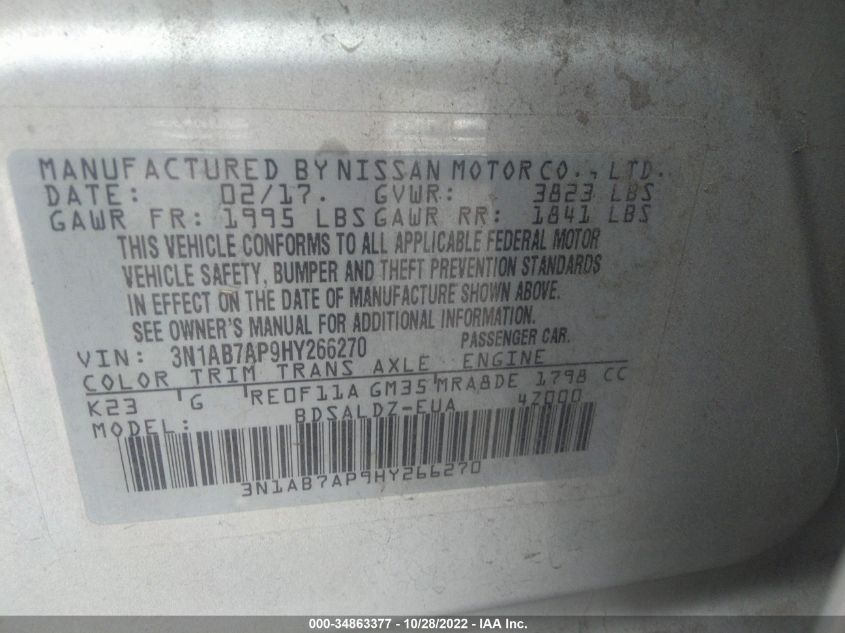 MANUFACTURED BY NISSAN MOTOR CO., LTD.
DATE: 02/17. GVWR: 3823 LBS
GAWR FR: 1995 LBS GAWR RR: 1841 LBS
THIS VEHICLE CONFORMS TO ALL APPLICABLE FEDERAL MOTOR
VEHICLE SAFETY, BUMPER AND THEFT PREVENTION STANDARDS
IN EFFECT ON THE DATE OF MANUFACTURE SHOWN ABOVE.
SEE OWNER'S MANUAL FOR ADDITIONAL INFORMATION.
VIN: 3N1AB7AP9HY266270 PASSENGER CAR.
COLOR TRIM TRANS AXLE ENGINE
K23 G RE0F11A GM35 MRA8DE 1798 CC
MODEL: BDSALDZ-EUA 4Z000
3N1AB7AP9HY266270
000-34863377 | 10/28/2022 - IAA Inc.